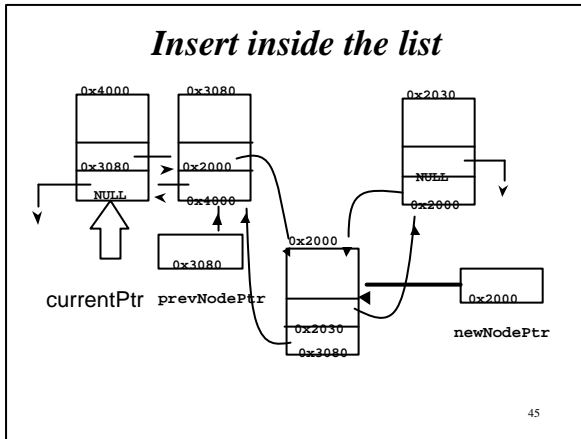 Insert inside the list
0x4000
0x3080
0x2030
0x3080
0x2000
NULL
0x4000
NULL
0x2000
0x3080
0x2000
0x2000
currentPtr
prevNodePtr
newNodePtr
0x2030
0x3080
45